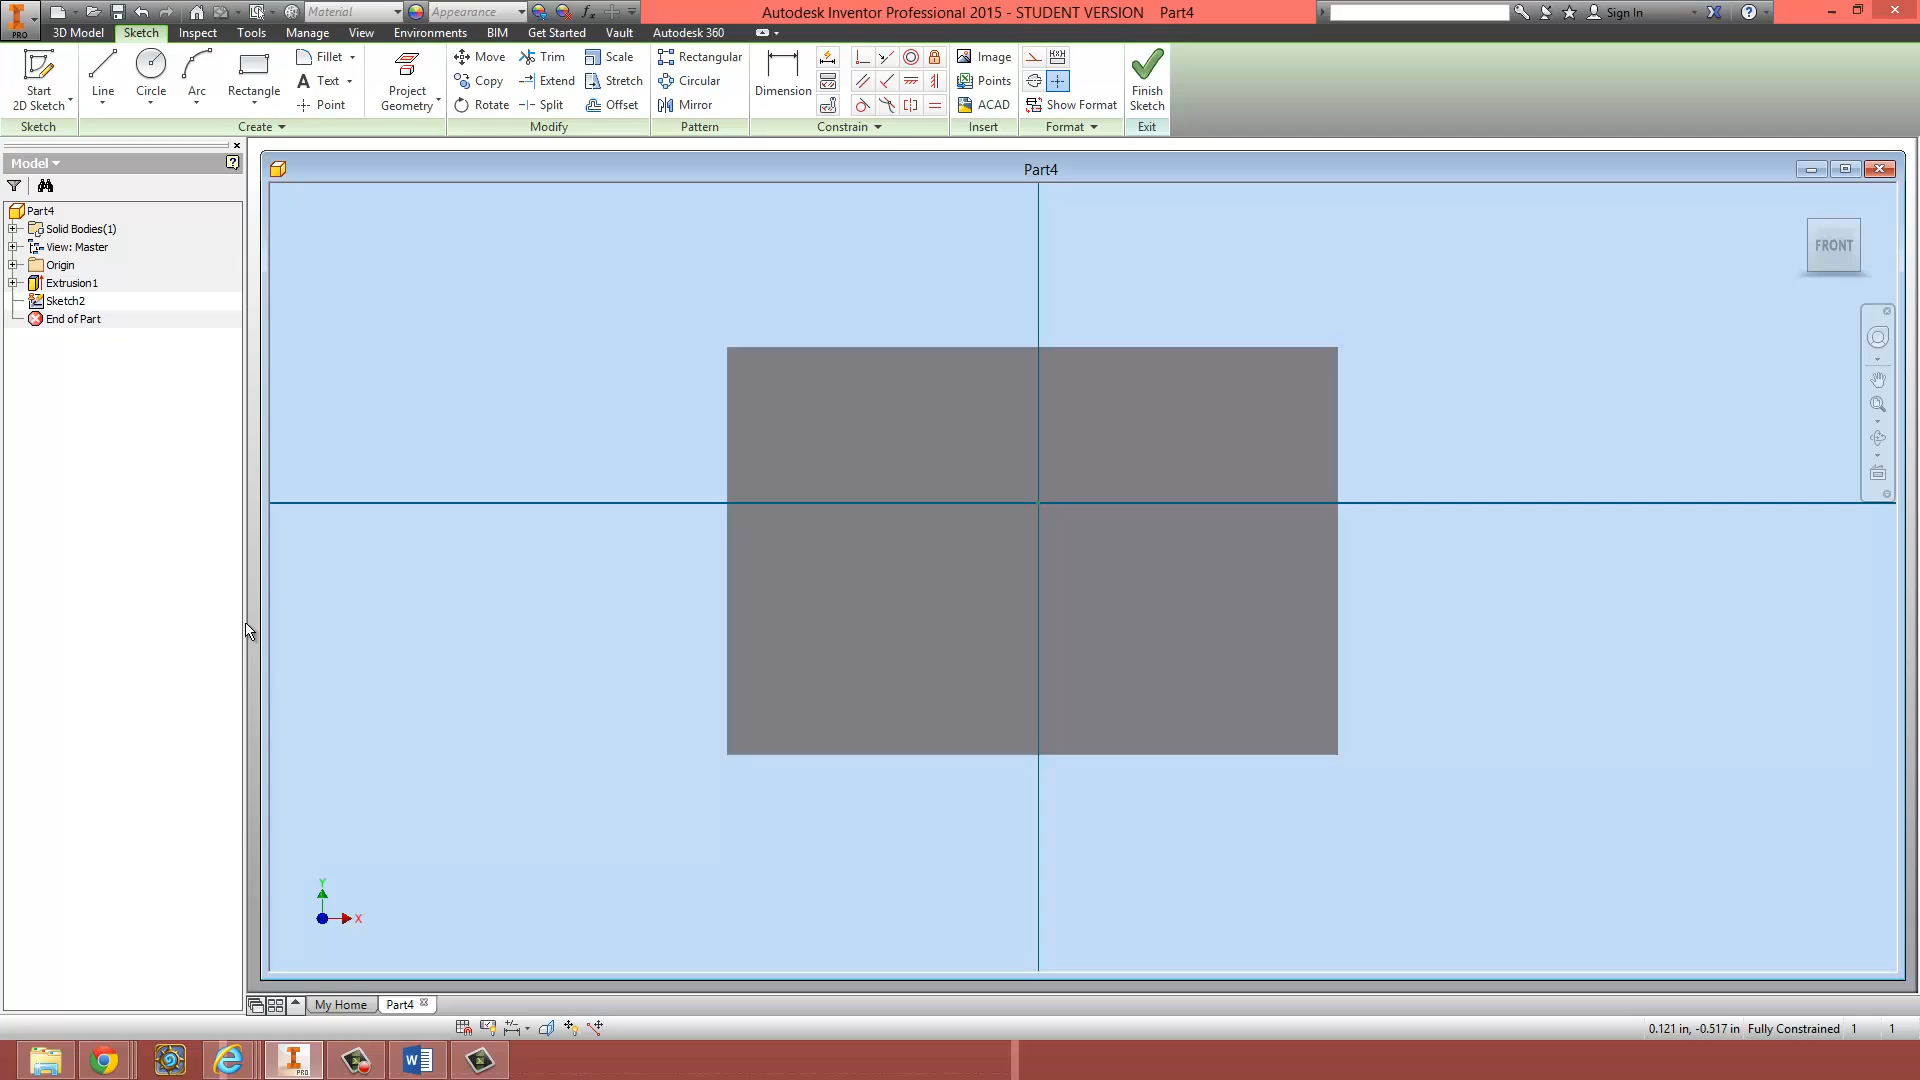 Material
Appearance
Autodesk Inventor Professional 2015 - STUDENT VERSION Part4
Sign In
PRO
3D Model Sketch Inspect Tools Manage View Environments BIM Get Started Vault Autodesk 360
Start
2D Sketch
Line
Circle
Arc
Rectangle
Fillet
Text
Point
Project
Geometry
Move
Copy
Rotate
Trim
Extend
Split
Scale
Stretch
Offset
Rectangular
Circular
Mirror
Dimension
Image
Points
ACAD
Show Format
Finish
Sketch
Sketch
Create
Modify
Pattern
Constrain
Insert
Format
Exit
Model
Part4
Solid Bodies(1)
View: Master
Origin
Extrusion1
Sketch2
End of Part
Part4
FRONT
Y
X
My Home
Part4
0.121 in, -0.517 in Fully Constrained 1 1
PRO